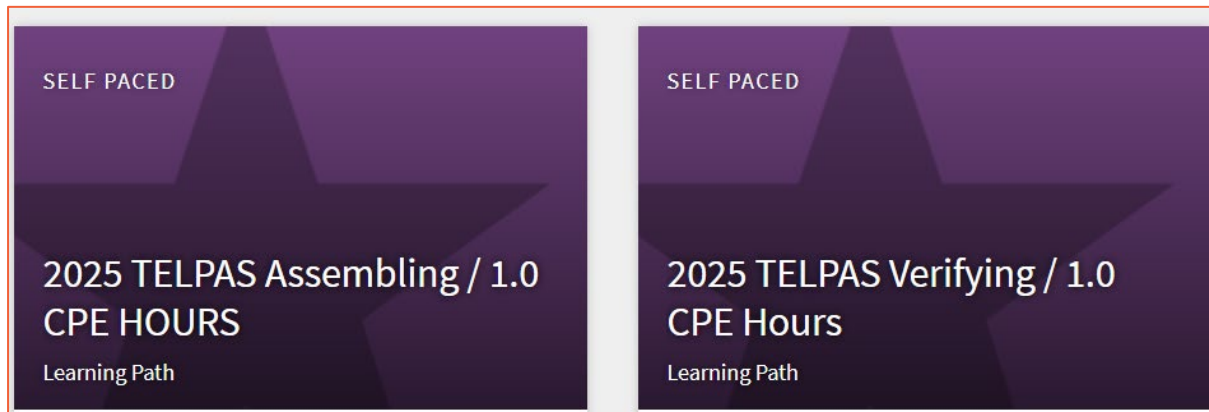 SELF PACED
2025 TELPAS Assembling / 1.0
CPE HOURS
Learning Path
SELF PACED
2025 TELPAS Verifying / 1.0
CPE Hours
Learning Path